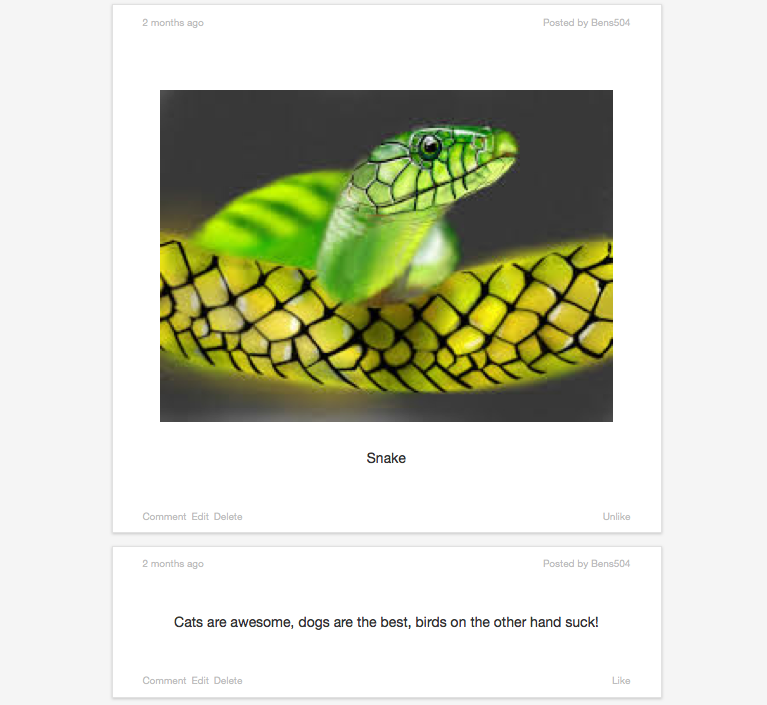 2 months ago Posted by Bens504
Snake
Comment Edit Delete Unlike
2 months ago Posted by Bens504
Cats are awesome, dogs are the best, birds on the other hand suck!
Comment Edit Delete Like